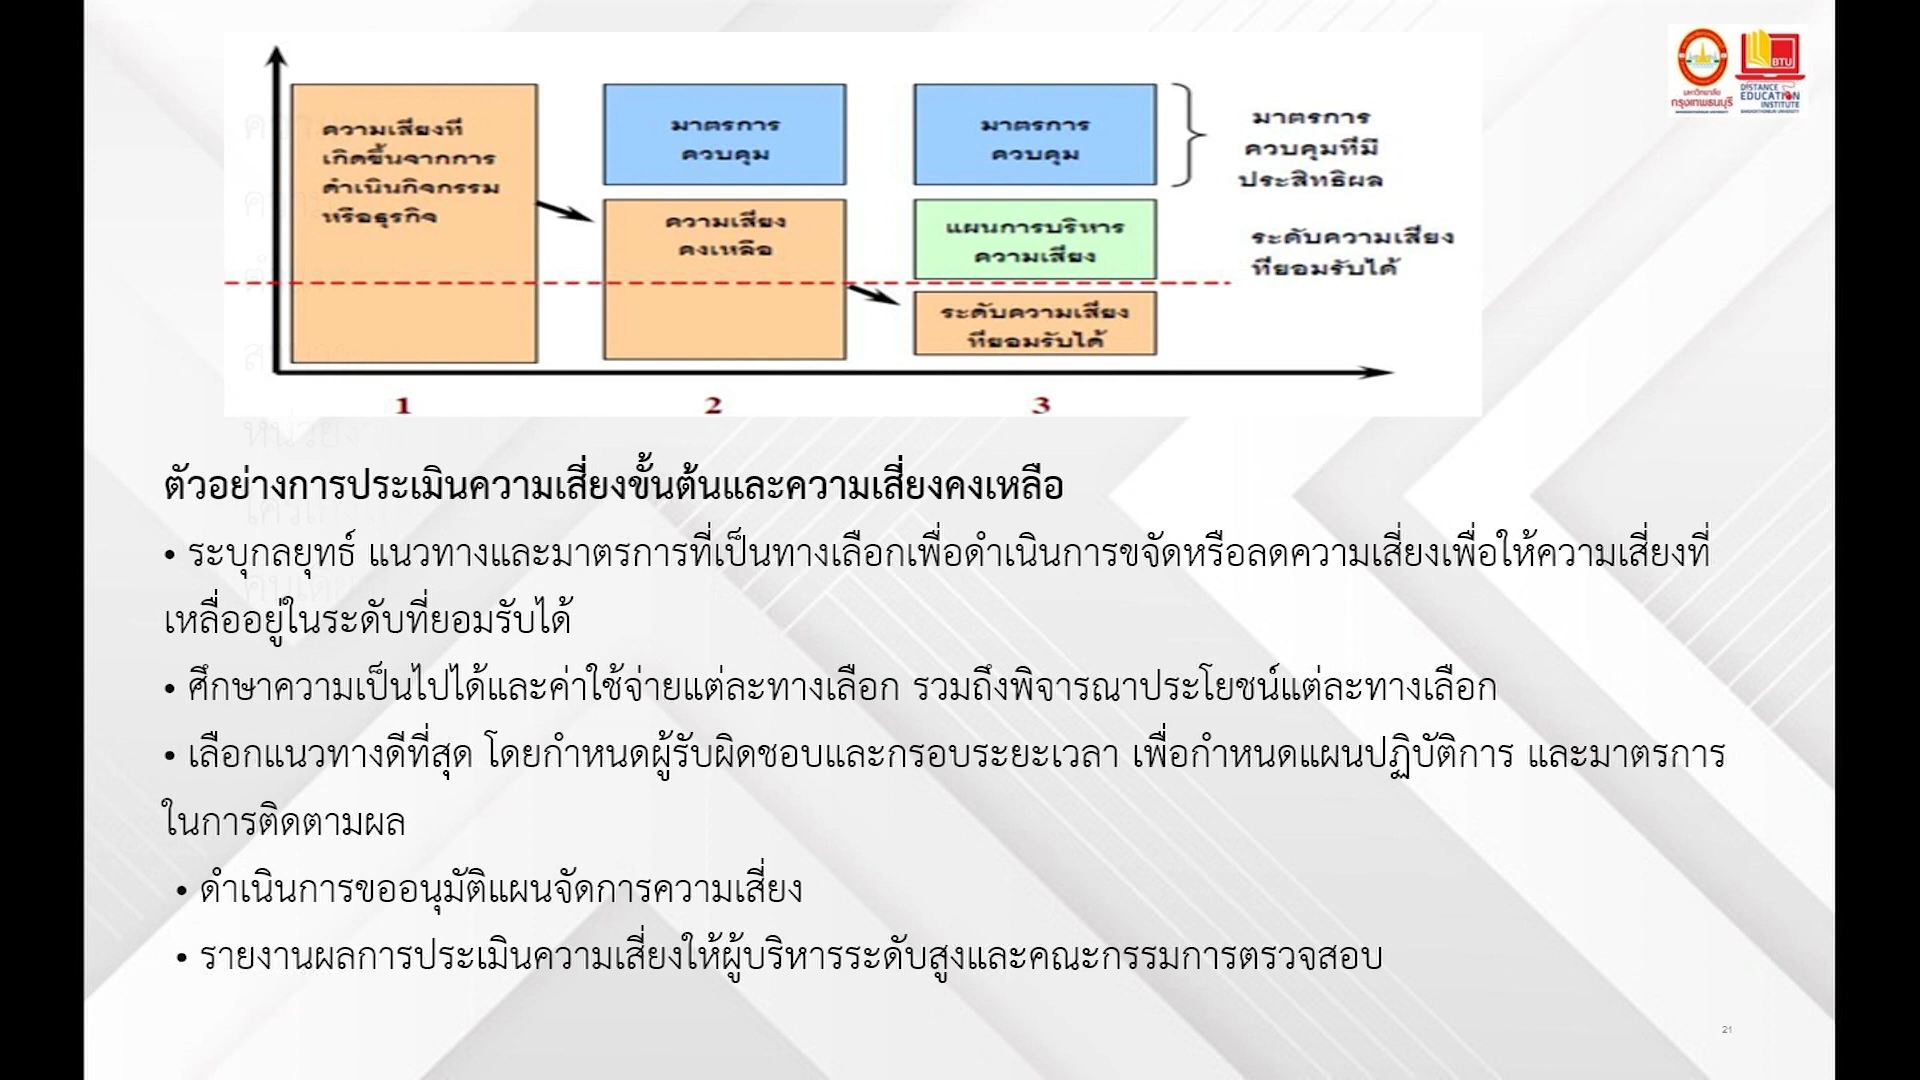 ความเสี่ยงที่
เกิดขึ้นจากการ
ดำเนินกิจกรรม
หรือธุรกิจ
มาตรการ
ควบคุม
ความเสี่ยง
คงเหลือ
มาตรการ
ควบคุม
แผนการบริหาร
ความเสี่ยง
ระดับความเสี่ยง
ที่ยอมรับได้
มาตรการ
ควบคุมที่มี
ประสิทธิผล
ระดับความเสี่ยง
ที่ยอมรับได้
1 2 3
มหาวิทยาลัย
กรุงเทพธนบุรี
BTU
DISTANCE
EDUCATION
INSTITUTE
ตัวอย่างการประเมินความเสี่ยงขั้นต้นและความเสี่ยงคงเหลือ
• ระบุกลยุทธ์ แนวทางและมาตรการที่เป็นทางเลือกเพื่อดำเนินการขจัดหรือลดความเสี่ยงเพื่อให้ความเสี่ยงที่
เหลื่ออยู่ในระดับที่ยอมรับได้
• ศึกษาความเป็นไปได้และค่าใช้จ่ายแต่ละทางเลือก รวมถึงพิจารณาประโยชน์แต่ละทางเลือก
• เลือกแนวทางดีที่สุด โดยกำหนดผู้รับผิดชอบและกรอบระยะเวลา เพื่อกำหนดแผนปฏิบัติการ และมาตรการ
ในการติดตามผล
• ดำเนินการขออนุมัติแผนจัดการความเสี่ยง
• รายงานผลการประเมินความเสี่ยงให้ผู้บริหารระดับสูงและคณะกรรมการตรวจสอบ
21